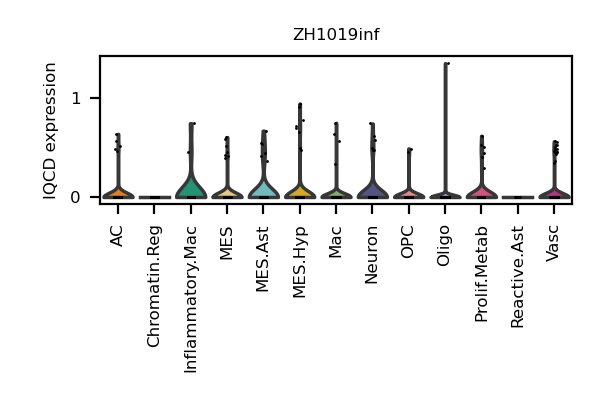 ZH1019inf
IQCD expression
1
0
AC
Chromatin.Reg
Inflammatory.Mac
MES
MES.Ast
MES.Hyp
Mac
Neuron
OPC
Oligo
Prolif.Metab
Reactive.Ast
Vasc